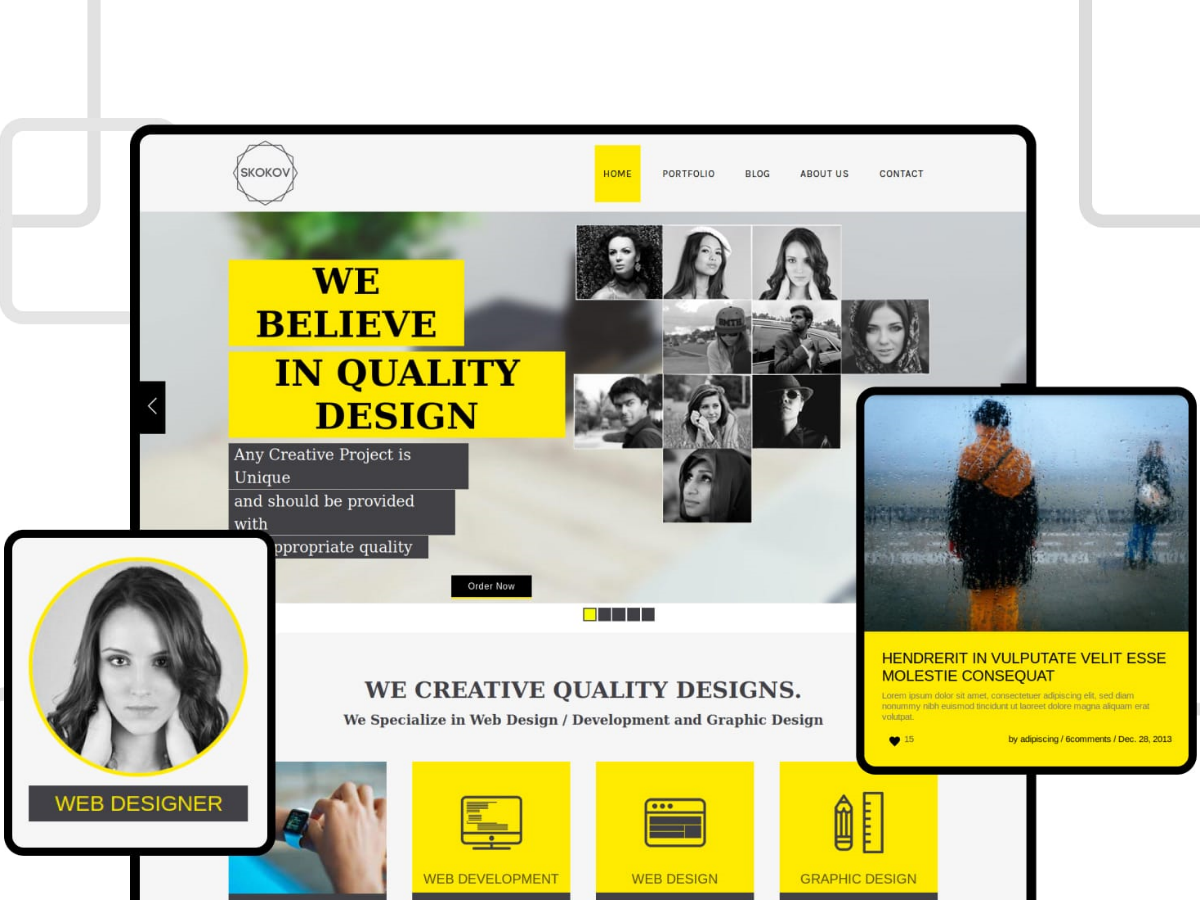 SKOKOV
HOME PORTFOLIO BLOG ABOUT US CONTACT
WE
BELIEVE
IN QUALITY
DESIGN
Any Creative Project is
Unique
and should be provided
with
ppropriate quality
Order Now
WE CREATIVE QUALITY DESIGNS.
We Specialize in Web Design / Development and Graphic Design
WEB DEVELOPMENT
WEB DESIGN
GRAPHIC DESIGN
WEB DESIGNER
HENDRERIT IN VULPUTATE VELIT ESSE
MOLESTIE CONSEQUAT
Lorem ipsum dolor sit amet, consectetuer adipiscing elit, sed diam
nonummy nibh euismod tincidunt ut laoreet dolore magna aliquam erat
volutpat.
15
by adipiscing / 6comments / Dec. 28, 2013